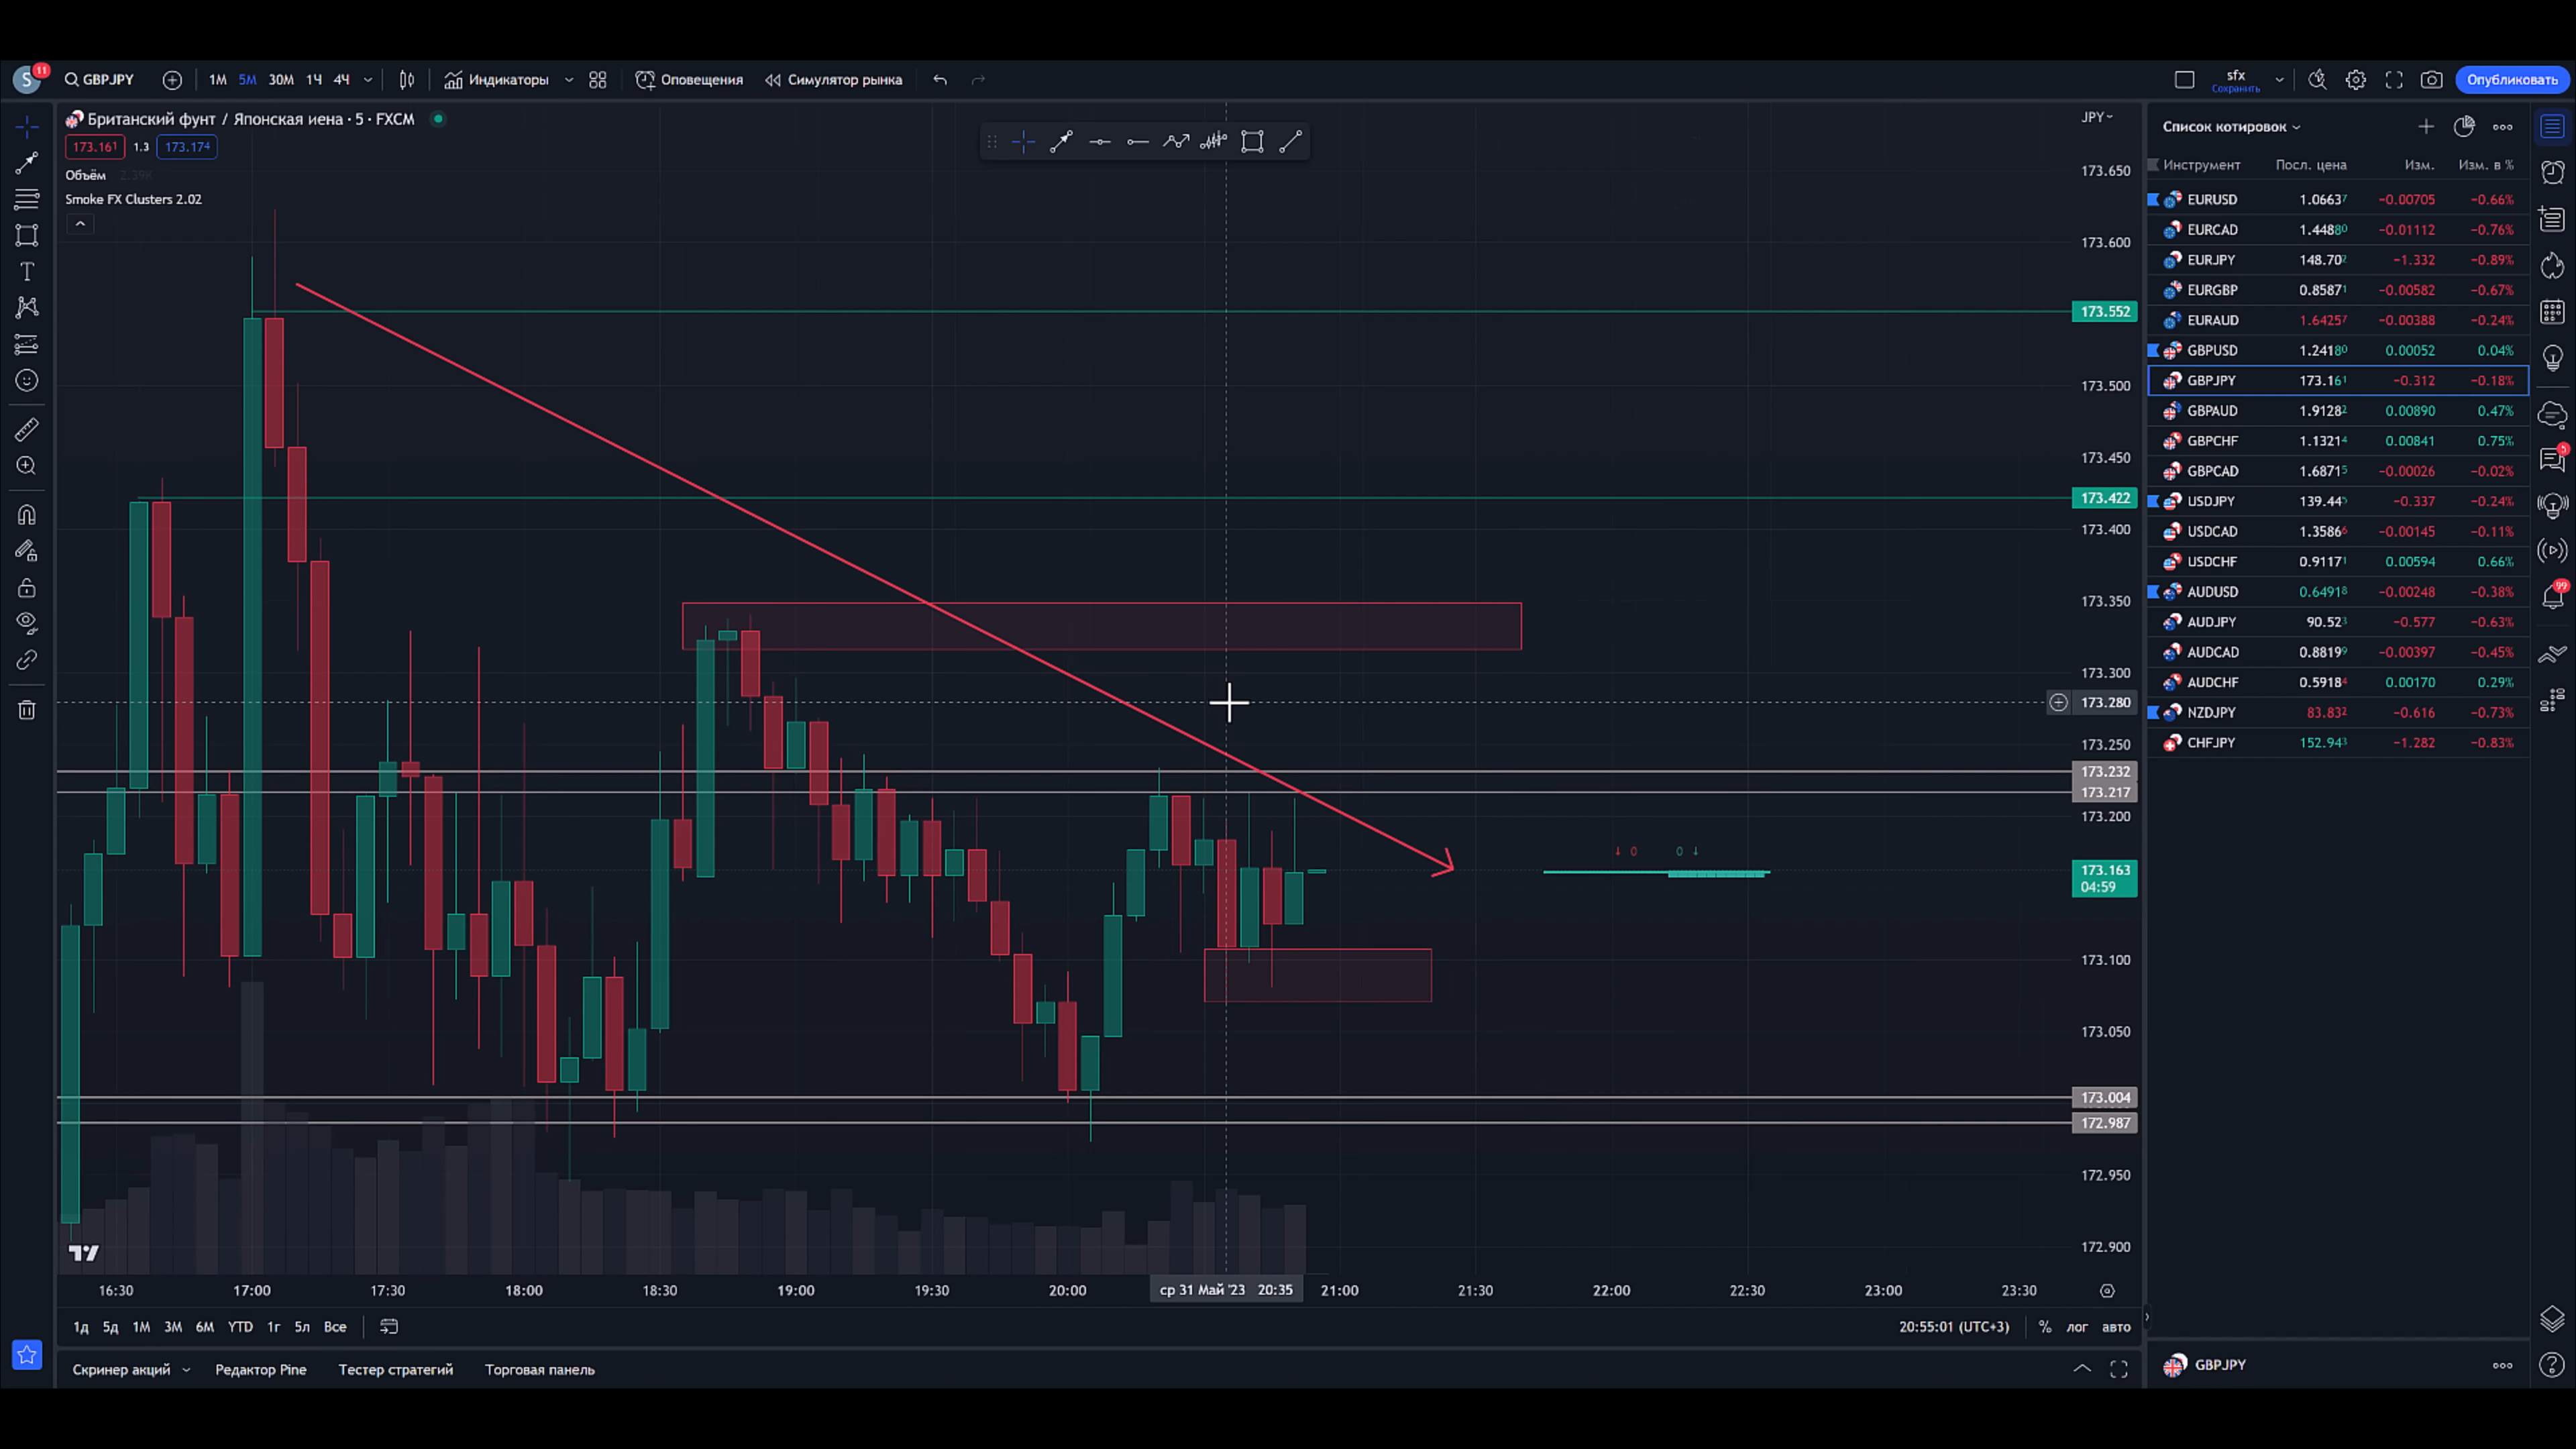 S 11 GBPJPY 1М 5М 30М 1Ч 4Ч Индикаторы Оповещения Симулятор рынка sfx Сохранить Опубликовать
Британский фунт / Японская иена · 5 · FXCM
173.161 1.3 173.174
Объём 2.39K
Smoke FX Clusters 2.02
JPY
173.650
173.600
173.552
173.500
173.450
173.422
173.400
173.350
173.300
173.280
173.250
173.232
173.217
173.200
↓ 0 0 ↓
173.163
04:59
173.100
173.050
173.004
172.987
172.950
172.900
16:30 17:00 17:30 18:00 18:30 19:00 19:30 20:00 ср 31 Май '23 20:35 21:00 21:30 22:00 22:30 23:00 23:30
1д 5д 1М 3М 6М YTD 1г 5л Все 20:55:01 (UTC+3) % лог авто
Скринер акций Редактор Pine Тестер стратегий Торговая панель
Список котировок
Инструмент Посл. цена Изм. Изм. в %
EURUSD 1.06637 −0.00705 −0.66%
EURCAD 1.44880 −0.01112 −0.76%
EURJPY 148.702 −1.332 −0.89%
EURGBP 0.85871 −0.00582 −0.67%
EURAUD 1.64257 −0.00388 −0.24%
GBPUSD 1.24180 0.00052 0.04%
GBPJPY 173.161 −0.312 −0.18%
GBPAUD 1.91282 0.00890 0.47%
GBPCHF 1.13214 0.00841 0.75%
GBPCAD 1.68715 −0.00026 −0.02%
USDJPY 139.445 −0.337 −0.24%
USDCAD 1.35866 −0.00145 −0.11%
USDCHF 0.91171 0.00594 0.66%
AUDUSD 0.64918 −0.00248 −0.38%
AUDJPY 90.523 −0.577 −0.63%
AUDCAD 0.88199 −0.00397 −0.45%
AUDCHF 0.59184 0.00170 0.29%
NZDJPY 83.832 −0.616 −0.73%
CHFJPY 152.943 −1.282 −0.83%
5
99
GBPJPY